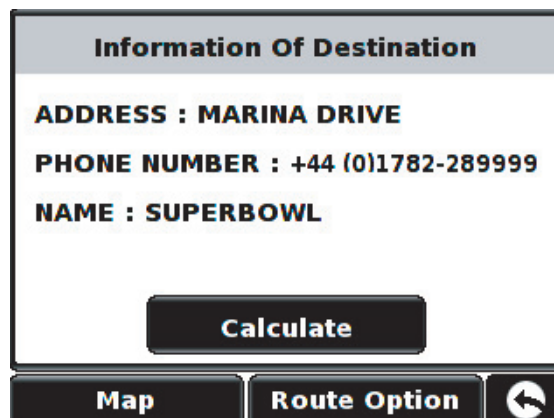 Information Of Destination
ADDRESS : MARINA DRIVE
PHONE NUMBER : +44 (0)1782-289999
NAME : SUPERBOWL
Calculate
Map
Route Option